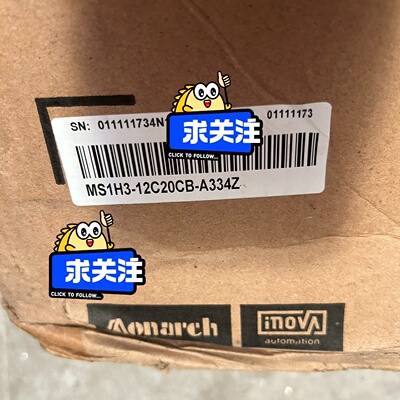 SN: 011111734N
01111173
求关注
CLICK TO FOLLOW...
MS1H3-12C20CB-A334Z
求关注
CLICK TO FOLLOW...
Monarch
inovA
automation